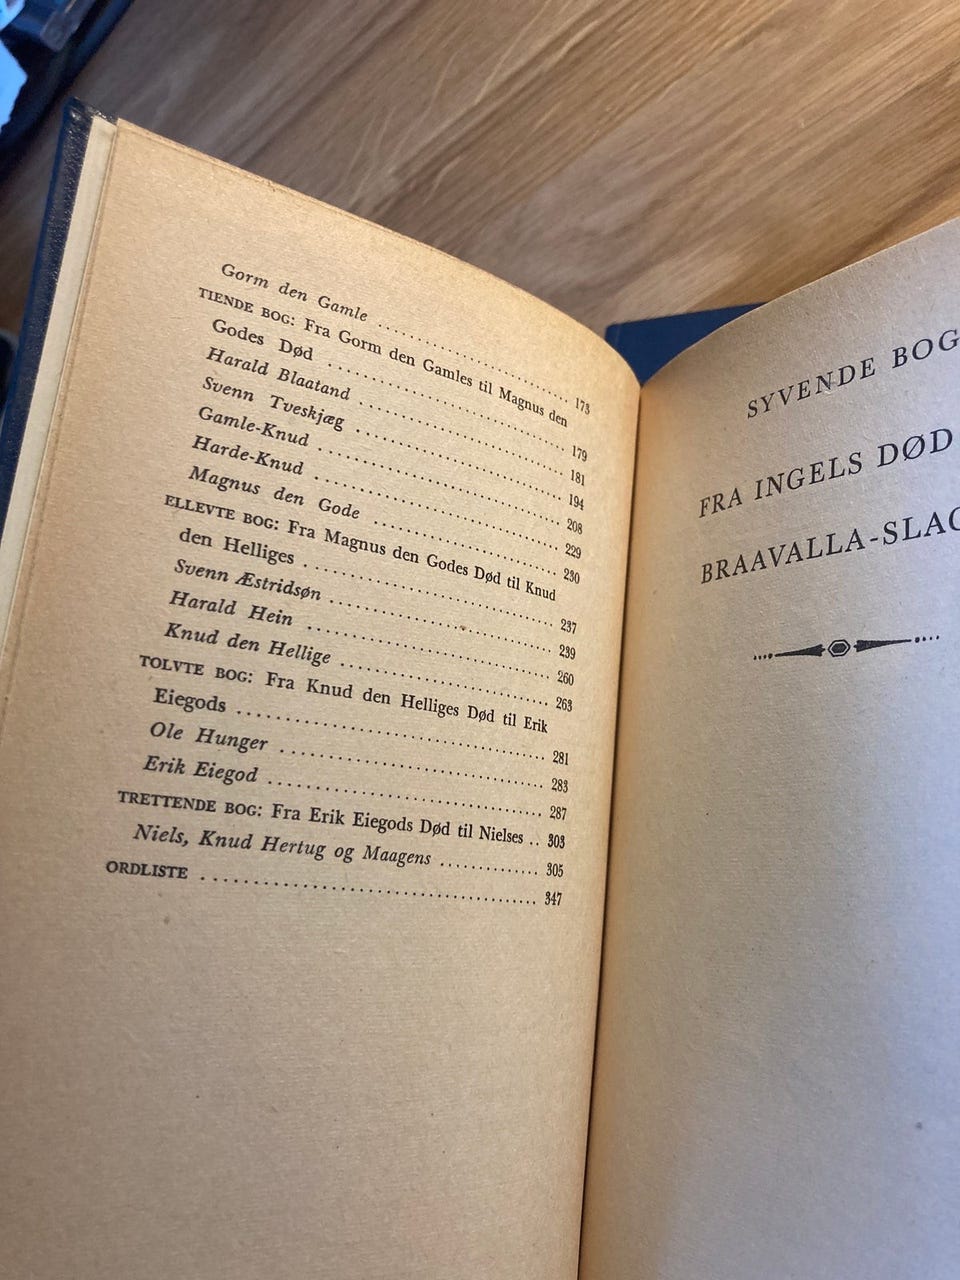 Gorm den Gamle ........................ 173
TIENDE BOG: Fra Gorm den Gamles til Magnus den
Godes Død ........................ 179
Harald Blaatand ........................ 181
Svenn Tveskjæg ........................ 194
Gamle-Knud ........................ 208
Harde-Knud ........................ 229
Magnus den Gode ........................ 230
ELLEVTE BOG: Fra Magnus den Godes Død til Knud
den Helliges ........................ 237
Svenn Æstridsøn ........................ 239
Harald Hein ........................ 260
Knud den Hellige ........................ 263
TOLVTE BOG: Fra Knud den Helliges Død til Erik
Eiegods ........................ 281
Ole Hunger ........................ 283
Erik Eiegod ........................ 287
TRETTENDE BOG: Fra Erik Eiegods Død til Nielses .. 303
Niels, Knud Hertug og Maagens ............. 305
ORDLISTE ........................ 347
SYVENDE BOG
FRA INGELS DØD
BRAAVALLA-SLAG